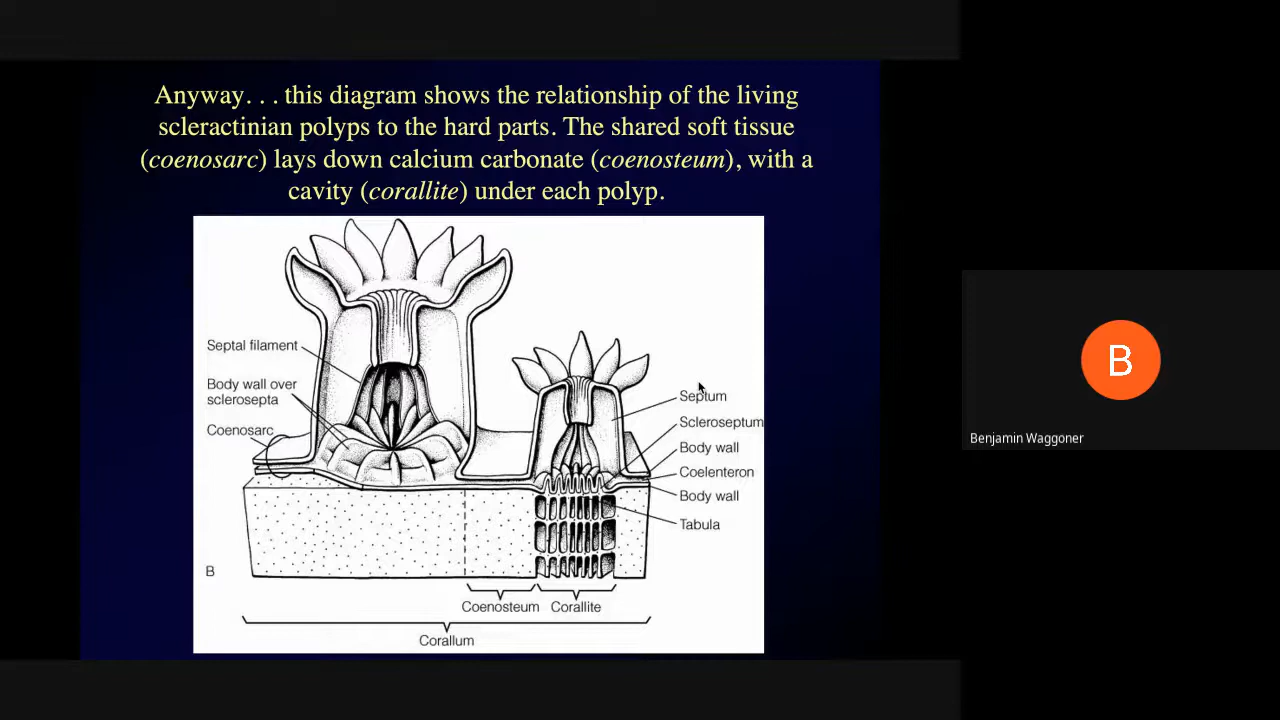 Anyway. . . this diagram shows the relationship of the living
scleractinian polyps to the hard parts. The shared soft tissue
(coenosarc) lays down calcium carbonate (coenosteum), with a
cavity (corallite) under each polyp.
Septal filament
Body wall over
sclerosepta
Coenosarc
Septum
Scleroseptum
Body wall
Coelenteron
Body wall
Tabula
B
Coenosteum
Corallite
Corallum
B
Benjamin Waggoner